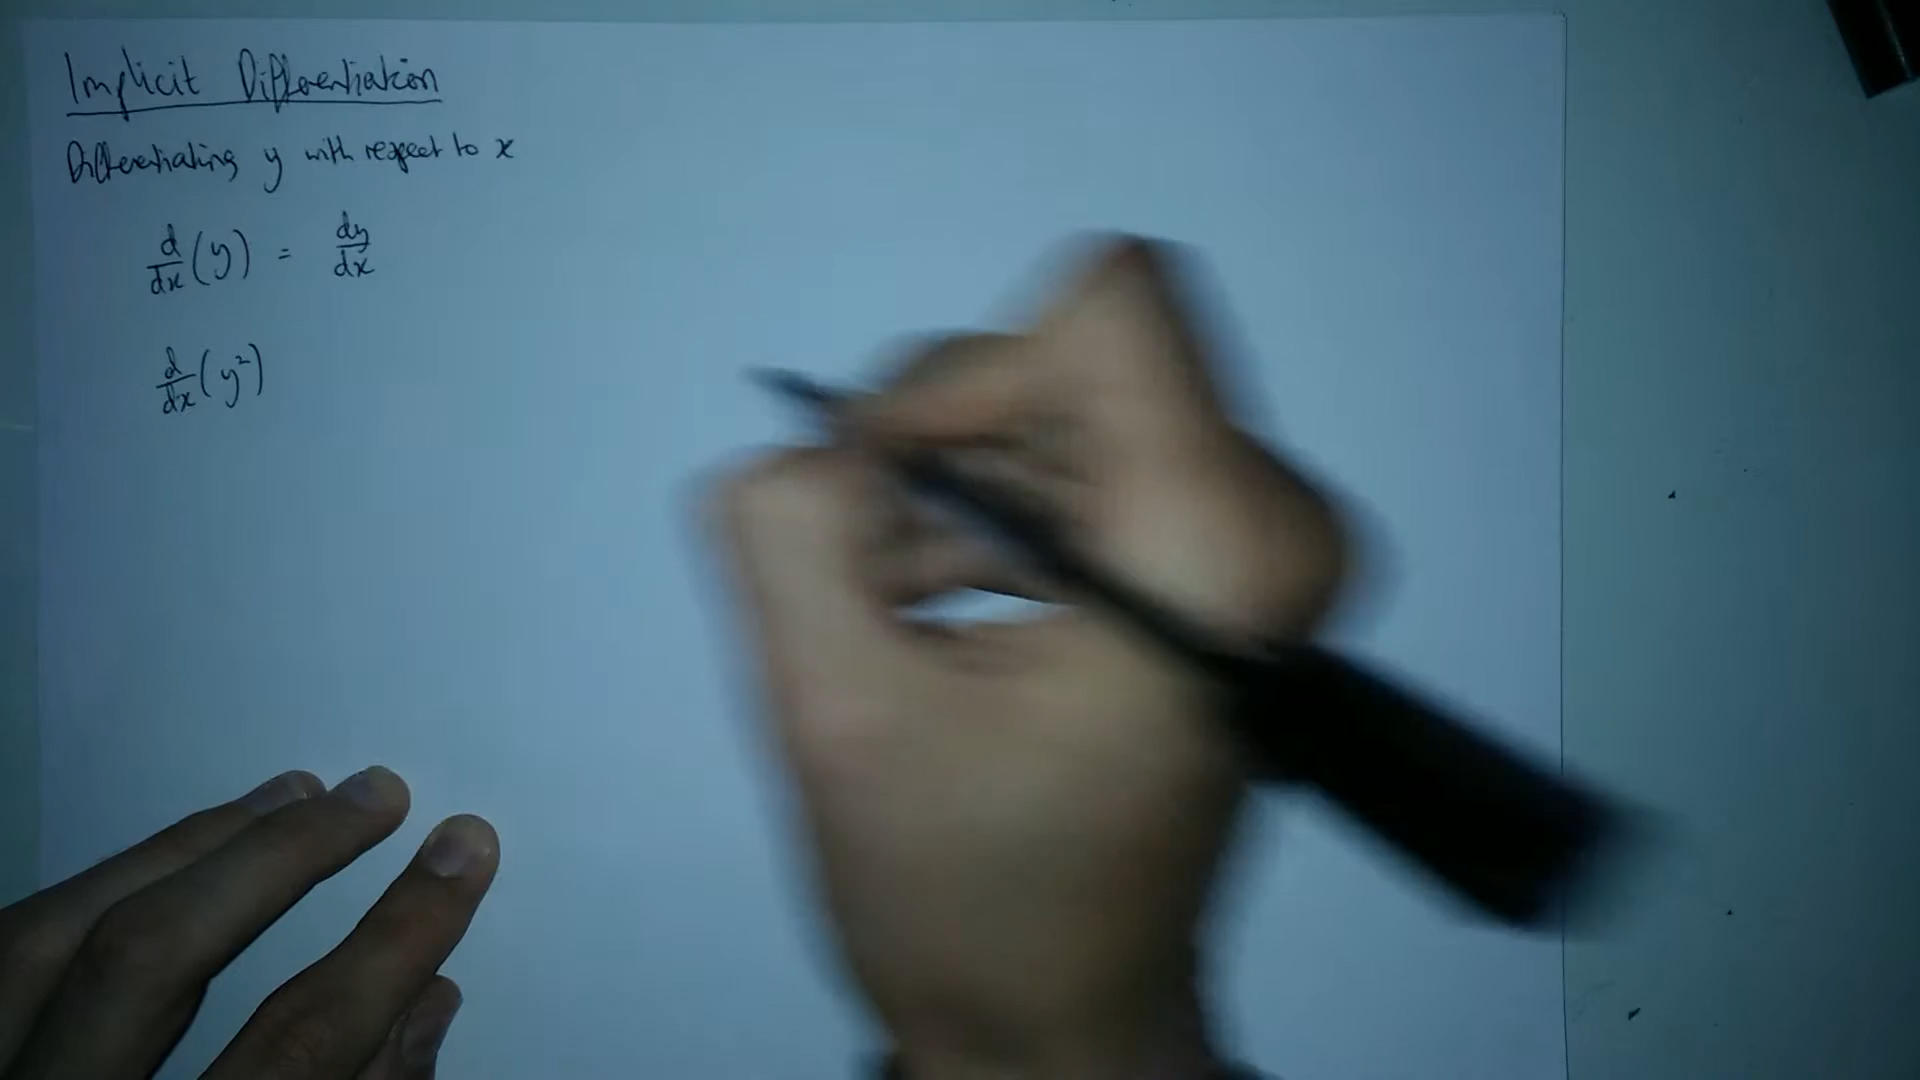 Implicit Differentiation
Differentiating y with respect to x
d/dx (y) = dy/dx
d/dx (y²)